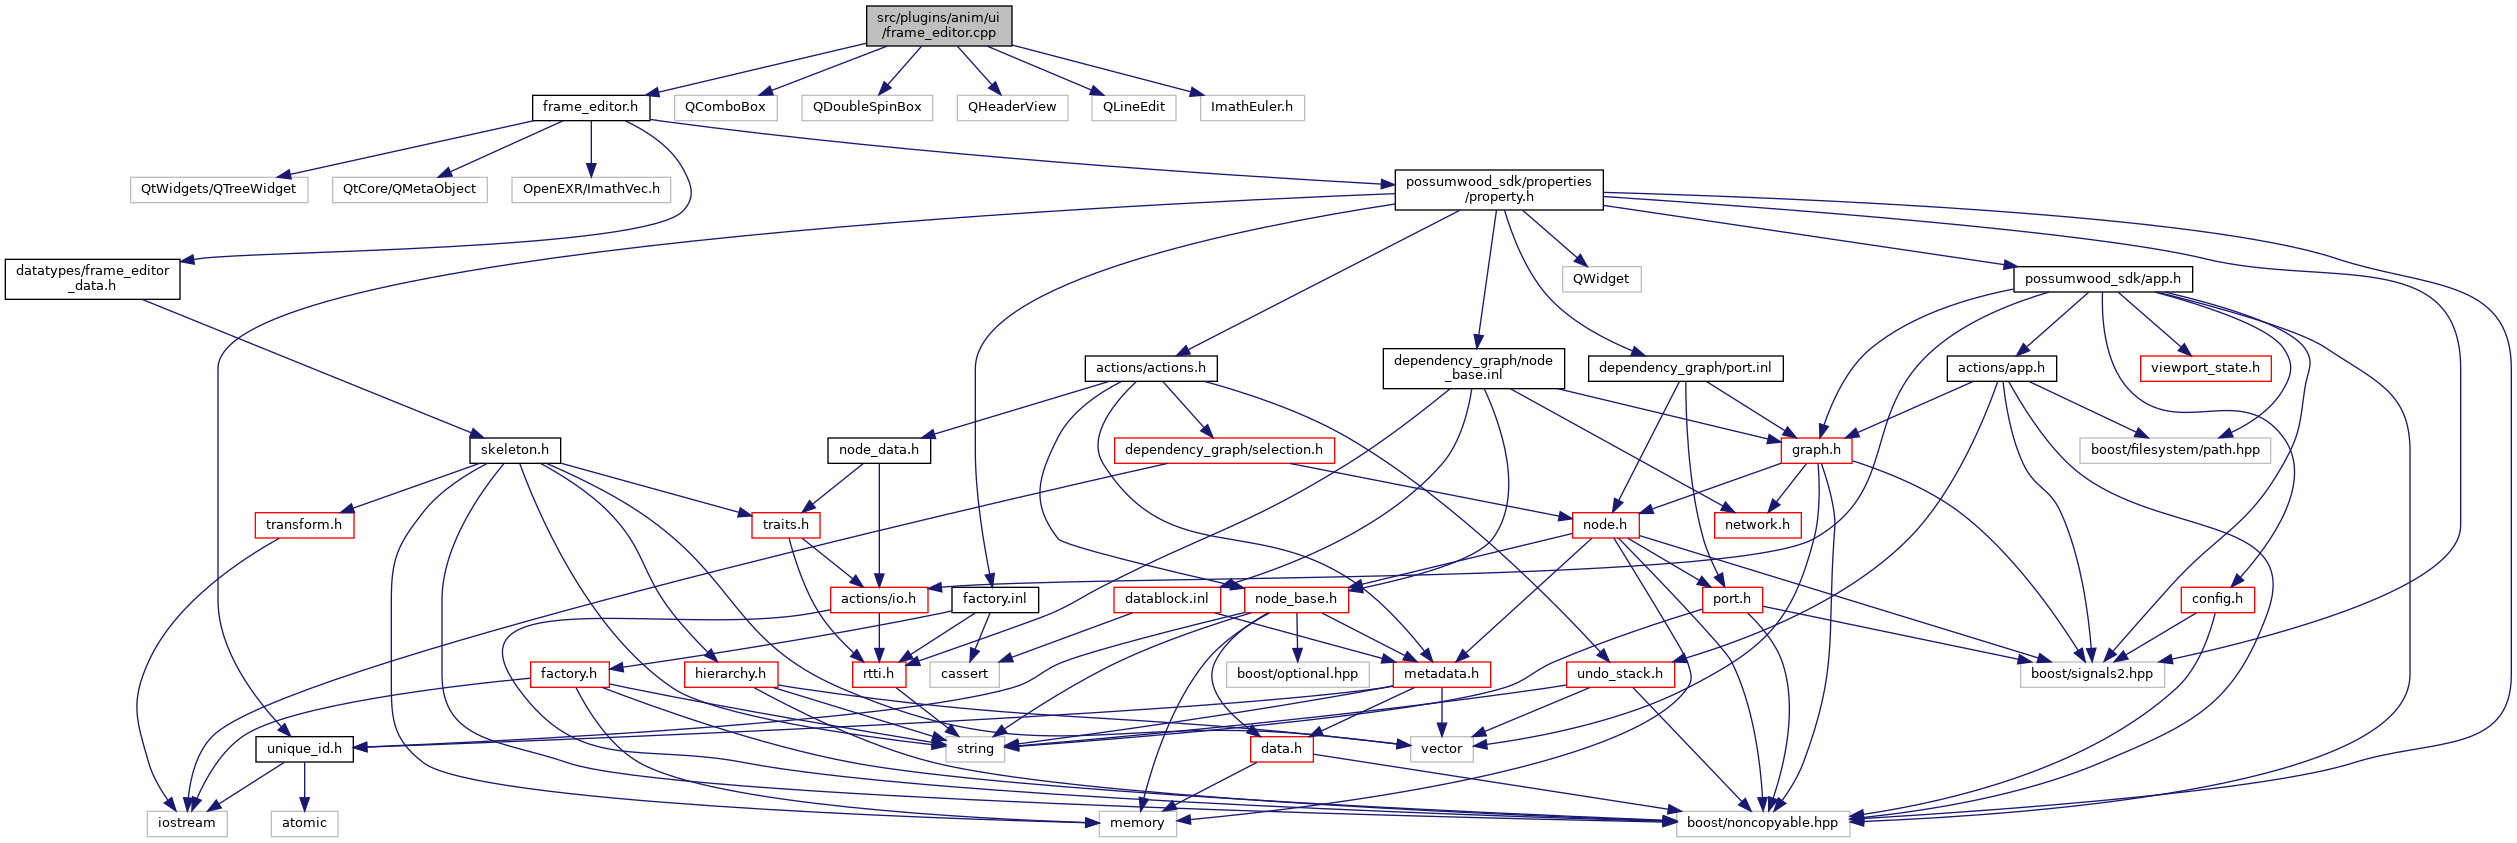 src/plugins/anim/ui
/frame_editor.cpp
frame_editor.h
QComboBox
QDoubleSpinBox
QHeaderView
QLineEdit
ImathEuler.h
QtWidgets/QTreeWidget
QtCore/QMetaObject
OpenEXR/ImathVec.h
possumwood_sdk/properties
/property.h
datatypes/frame_editor
_data.h
QWidget
possumwood_sdk/app.h
actions/actions.h
dependency_graph/node
_base.inl
dependency_graph/port.inl
actions/app.h
viewport_state.h
skeleton.h
node_data.h
dependency_graph/selection.h
graph.h
boost/filesystem/path.hpp
transform.h
traits.h
node.h
network.h
actions/io.h
factory.inl
datablock.inl
node_base.h
port.h
config.h
factory.h
hierarchy.h
rtti.h
cassert
boost/optional.hpp
metadata.h
undo_stack.h
boost/signals2.hpp
unique_id.h
string
data.h
vector
iostream
atomic
memory
boost/noncopyable.hpp